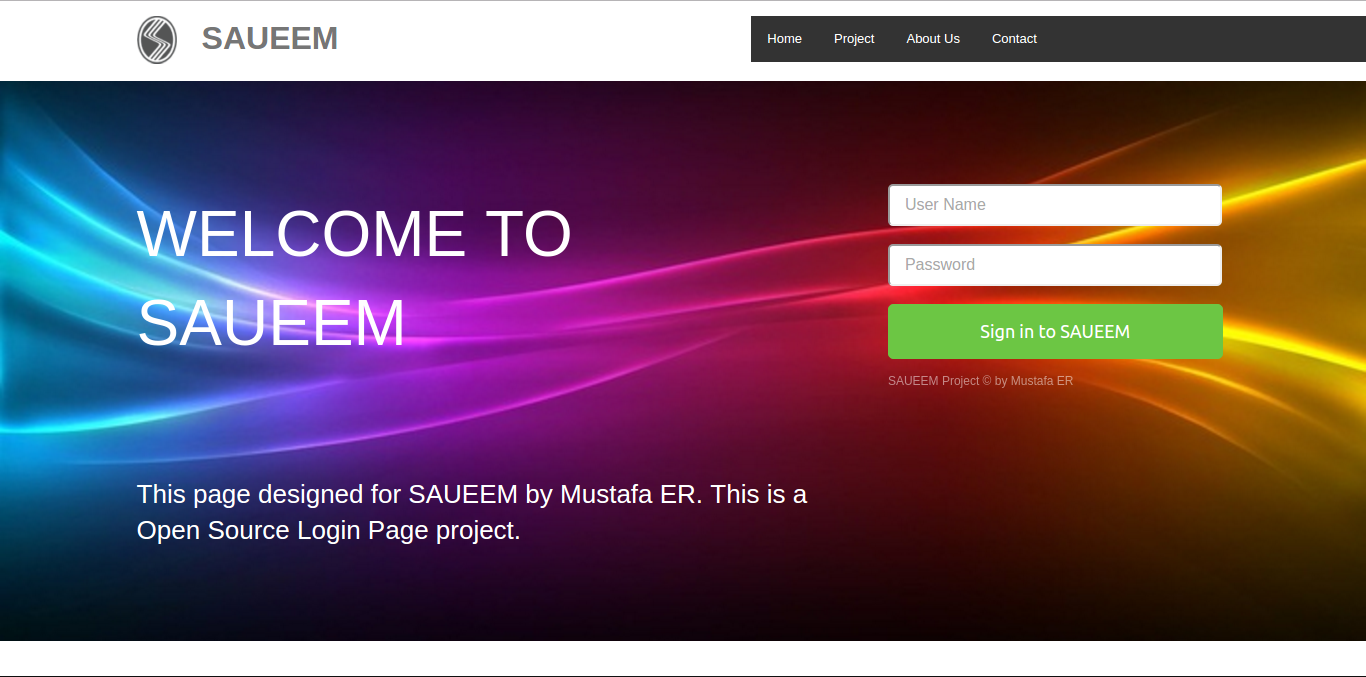 SAUEEM
Home Project About Us Contact
WELCOME TO
SAUEEM
User Name
Password
Sign in to SAUEEM
SAUEEM Project © by Mustafa ER
This page designed for SAUEEM by Mustafa ER. This is a
Open Source Login Page project.